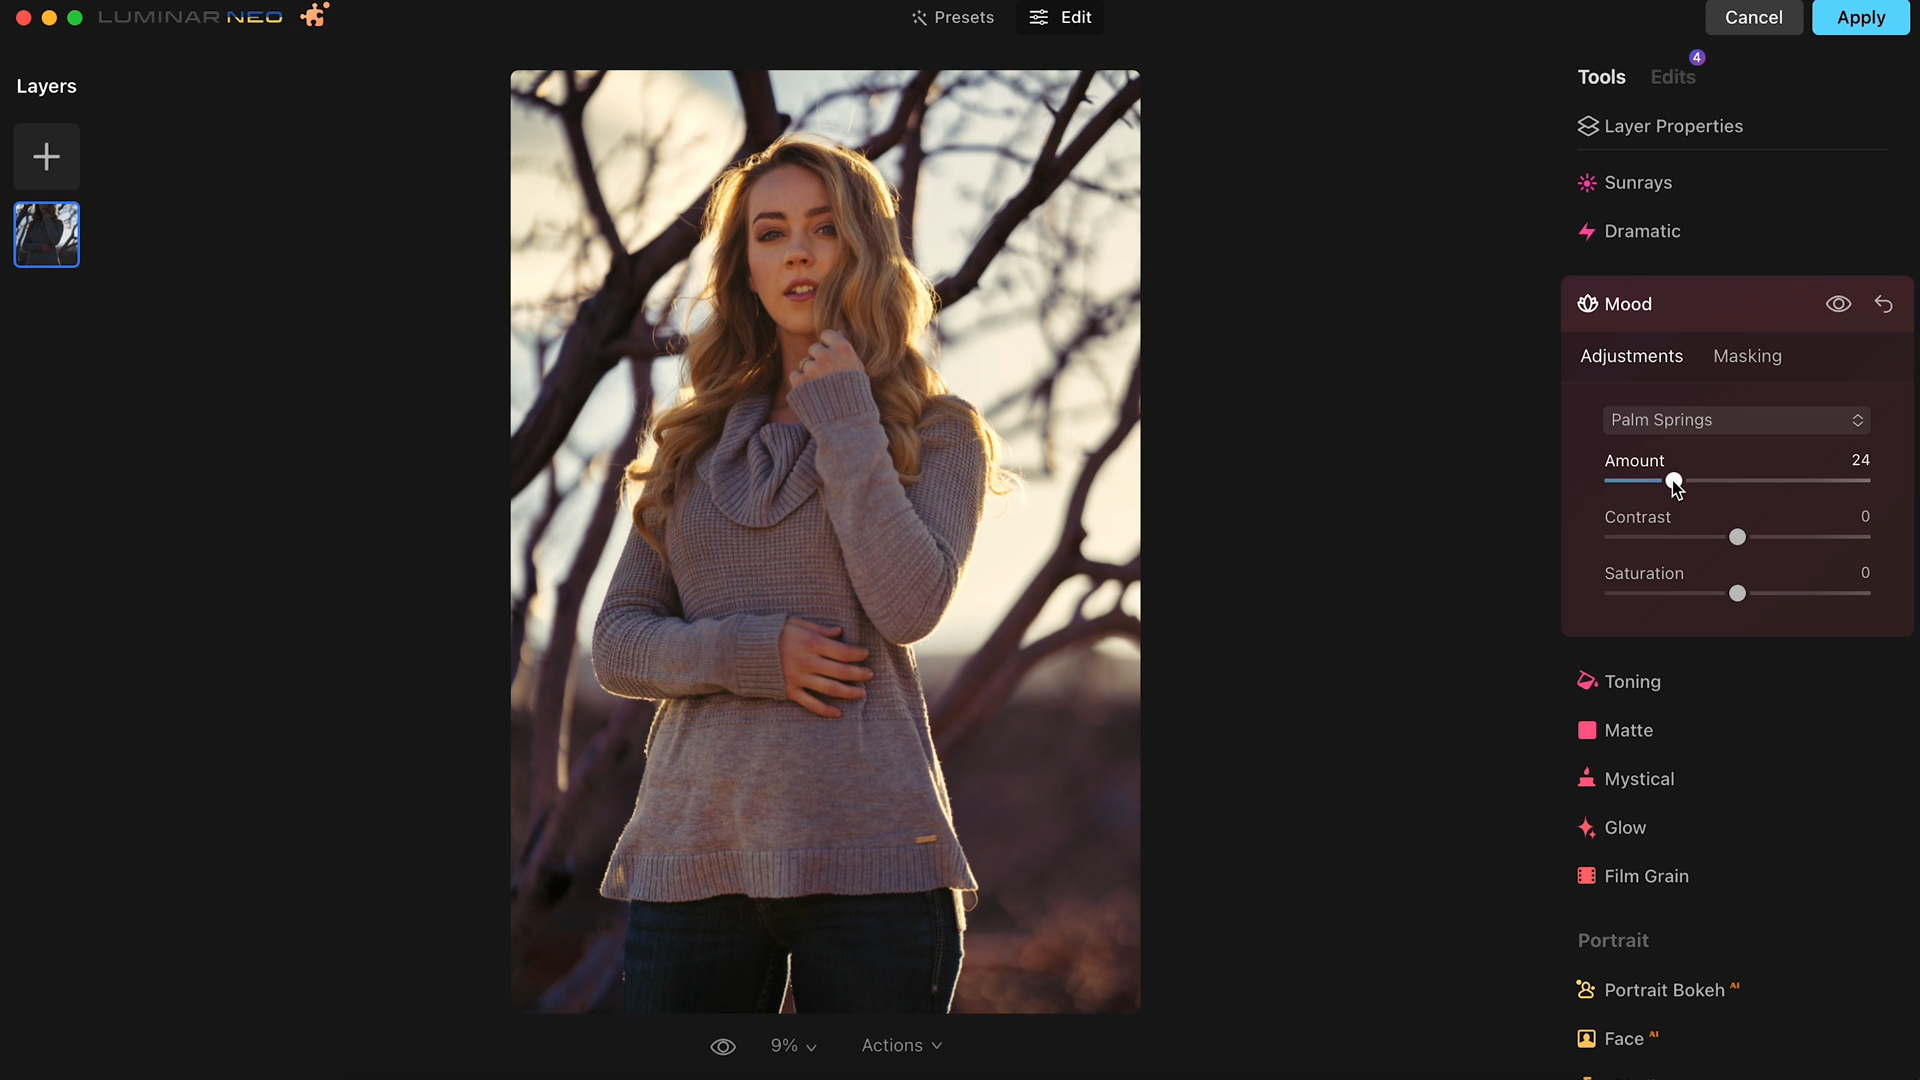 LUMINAR NEO
Presets
Edit
Cancel
Apply
Layers
Tools
Edits
4
Layer Properties
Sunrays
Dramatic
Mood
Adjustments
Masking
Palm Springs
Amount 24
Contrast 0
Saturation 0
Toning
Matte
Mystical
Glow
Film Grain
Portrait
Portrait Bokeh AI
Face AI
9%
Actions